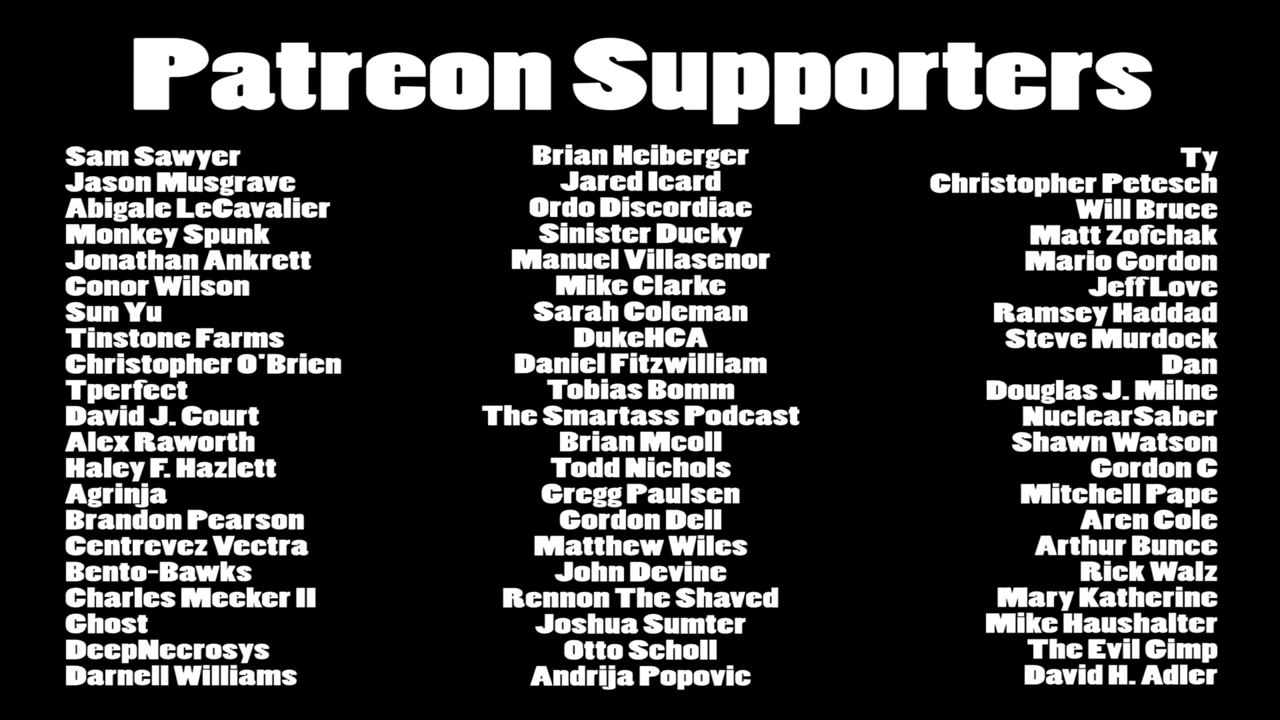 Patreon Supporters
Sam Sawyer
Jason Musgrave
Abigale LeCavalier
Monkey Spunk
Jonathan Ankrett
Conor Wilson
Sun Yu
Tinstone Farms
Christopher O'Brien
Tperfect
David J. Court
Alex Raworth
Haley F. Hazlett
Agrinja
Brandon Pearson
Centrevez Vectra
Bento-Bawks
Charles Meeker II
Ghost
DeepNecrosys
Darnell Williams
Brian Heiberger
Jared Icard
Ordo Discordiae
Sinister Ducky
Manuel Villasenor
Mike Clarke
Sarah Coleman
DukeHCA
Daniel Fitzwilliam
Tobias Bomm
The Smartass Podcast
Brian Mcoll
Todd Nichols
Gregg Paulsen
Gordon Dell
Matthew Wiles
John Devine
Rennon The Shaved
Joshua Sumter
Otto Scholl
Andrija Popovic
Ty
Christopher Petesch
Will Bruce
Matt Zofchak
Mario Gordon
Jeff Love
Ramsey Haddad
Steve Murdock
Dan
Douglas J. Milne
NuclearSaber
Shawn Watson
Gordon C
Mitchell Pape
Aren Cole
Arthur Bunce
Rick Walz
Mary Katherine
Mike Haushalter
The Evil Gimp
David H. Adler